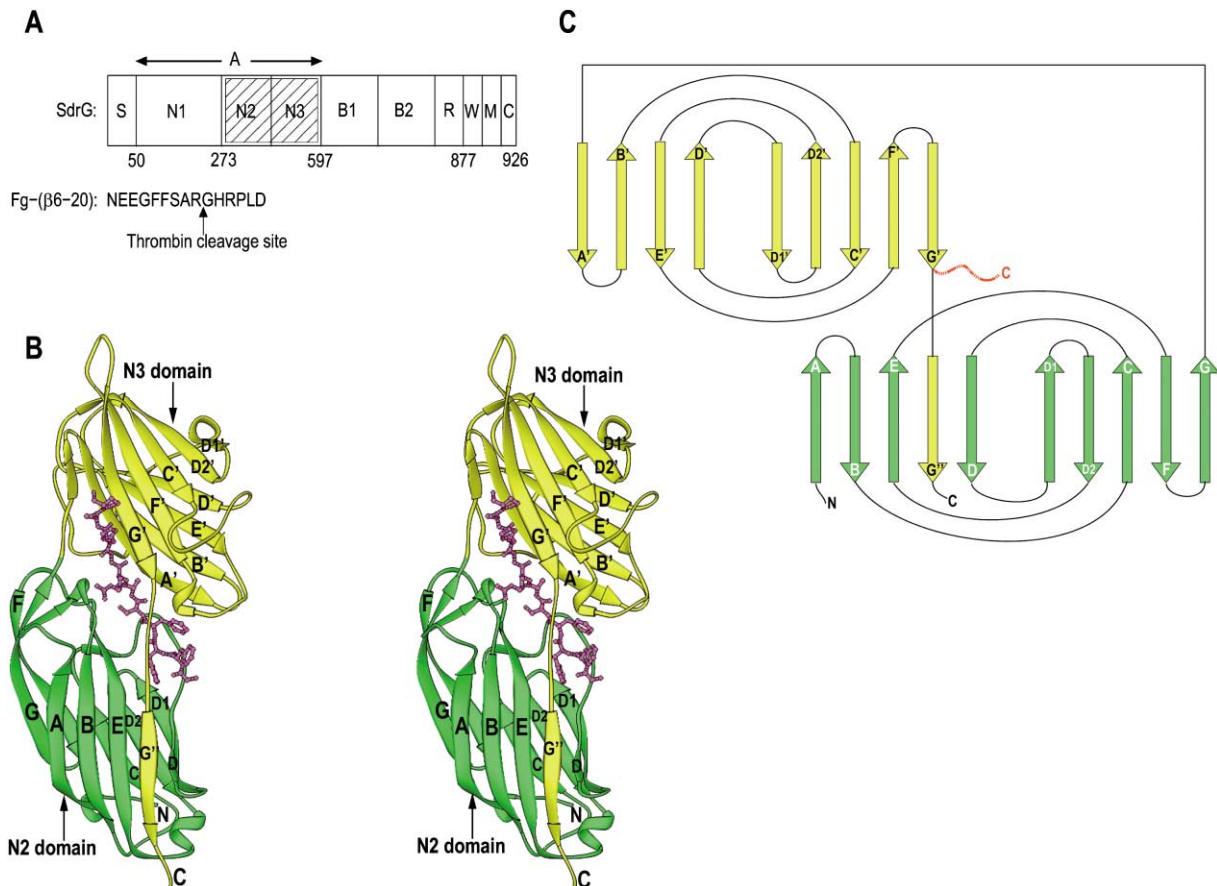 A
A
SdrG: S N1 N2 N3 B1 B2 R W M C
50 273 597 877 926
Fg-(β6-20): NEEGFFSARGHRPLD
Thrombin cleavage site
B
N3 domain
D1'
C' D2'
F' D'
G' E'
A' B'
F
G A B E D2 D1
G''
C D
N
N2 domain
C
N3 domain
D1'
C' D2'
F' D'
G' E'
A' B'
F
G A B E D2 D1
G''
C D
N
N2 domain
C
C
B' D' D2' F'
A' E' D1' C' G'
C
A E D1 C G
B G'' D D2 F
N C